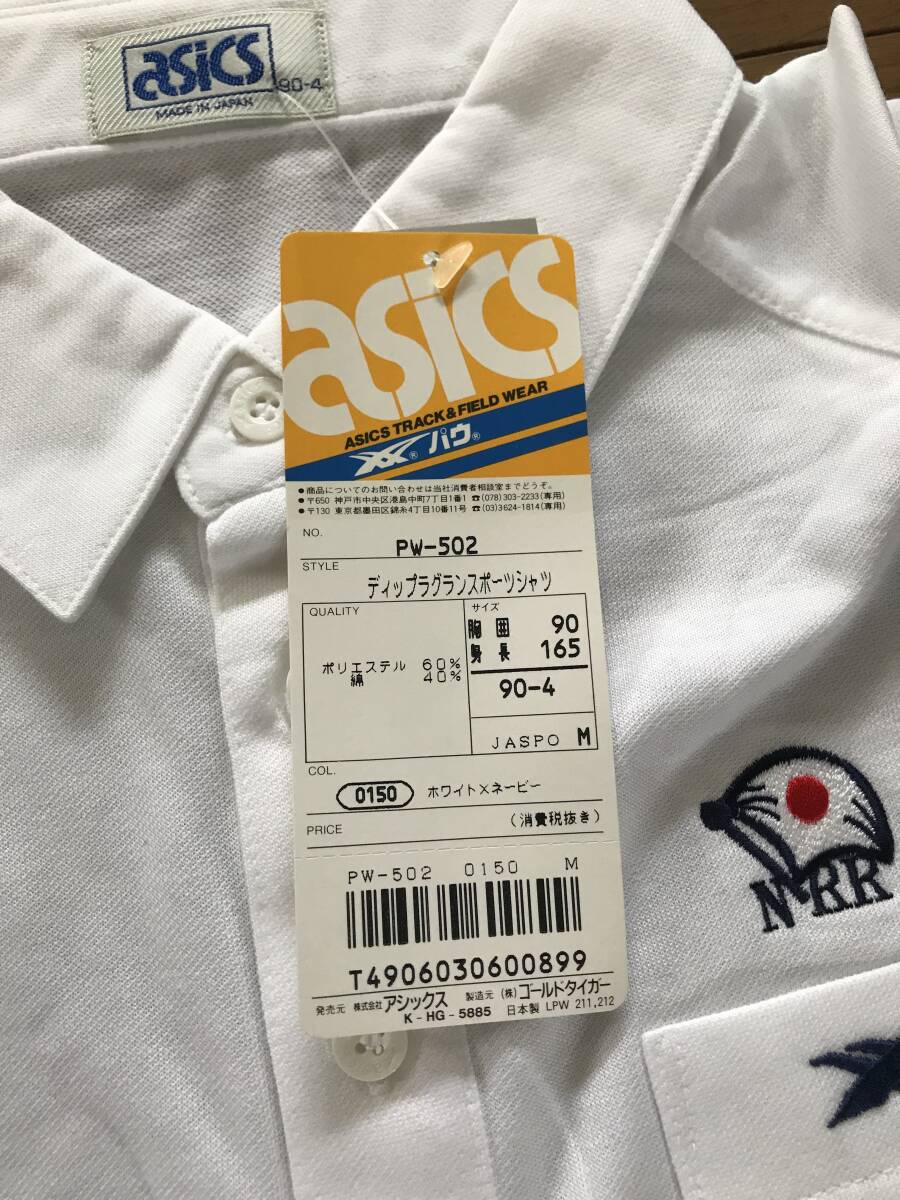 asics
90-4
MADE IN JAPAN
asics
ASICS TRACK&FIELD WEAR
® パウ®
●商品についてのお問い合わせは当社消費者相談室までどうぞ。
●〒650 神戸市中央区港島中町7丁目1番1 ☎(078)303-2233(専用)
●〒130 東京都墨田区錦糸4丁目10番11号 ☎(03)3624-1814(専用)
NO.
PW-502
STYLE
ディップラグランスポーツシャツ
QUALITY
ポリエステル 60%
綿 40%
サイズ
胸囲 90
身長 165
90-4
JASPO M
COL.
0150 ホワイト×ネービー
PRICE
(消費税抜き)
PW-502 0150 M
T4906030600899
発売元 株式会社アシックス 製造元 (株)ゴールドタイガー
K-HG-5885 日本製 LPW 211,212
NRR